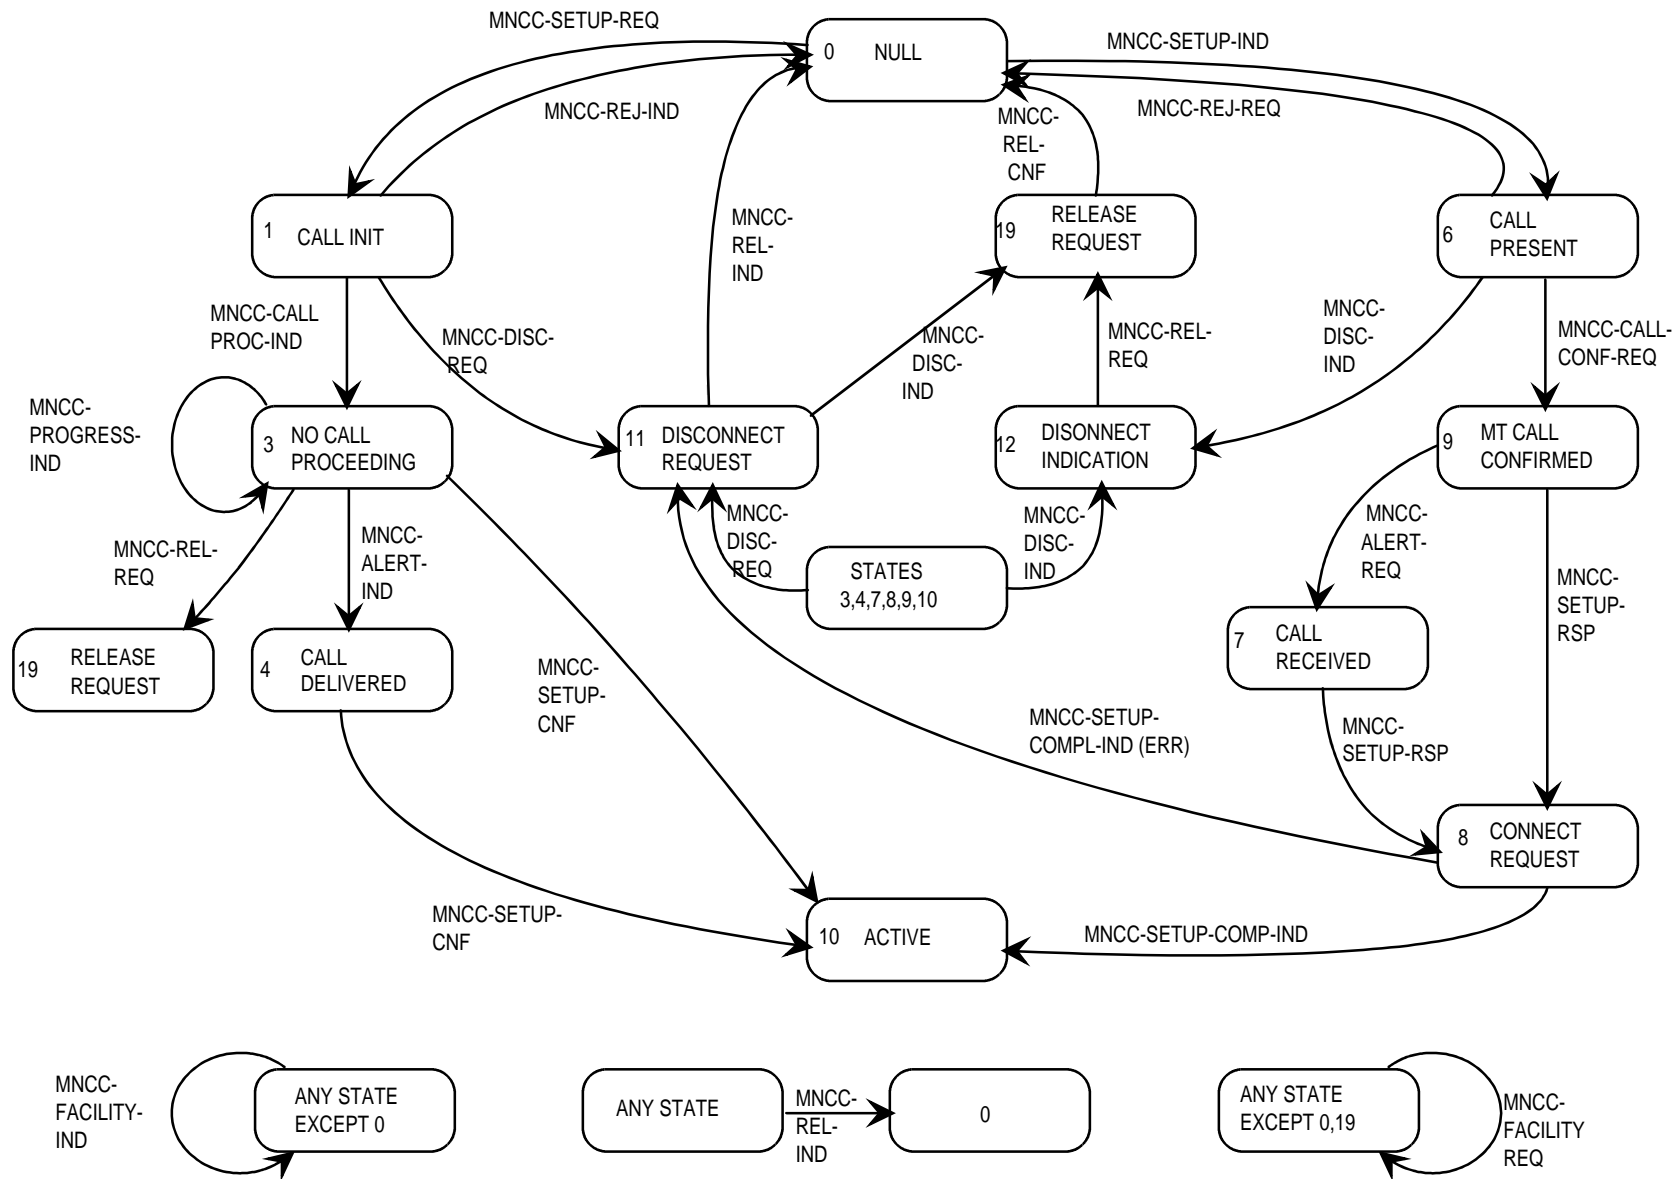 MNCC-SETUP-REQ
0 NULL
MNCC-SETUP-IND
MNCC-REJ-IND
MNCC-REL-CNF
MNCC-REJ-REQ
1 CALL INIT
MNCC-
REL-
IND
19 RELEASE
REQUEST
6 CALL
PRESENT
MNCC-CALL
PROC-IND
MNCC-DISC-
REQ
MNCC-
DISC-
IND
MNCC-REL-
REQ
MNCC-
DISC-
IND
MNCC-CALL-
CONF-REQ
MNCC-
PROGRESS-
IND
3 NO CALL
PROCEEDING
11 DISCONNECT
REQUEST
12 DISONNECT
INDICATION
9 MT CALL
CONFIRMED
MNCC-REL-
REQ
MNCC-
ALERT-
IND
MNCC-
DISC-
REQ
STATES
3,4,7,8,9,10
MNCC-
DISC-
IND
MNCC-
ALERT-
REQ
MNCC-
SETUP-
RSP
19 RELEASE
REQUEST
4 CALL
DELIVERED
MNCC-
SETUP-
CNF
7 CALL
RECEIVED
MNCC-SETUP-
COMPL-IND (ERR)
MNCC-
SETUP-RSP
8 CONNECT
REQUEST
MNCC-SETUP-
CNF
10 ACTIVE
MNCC-SETUP-COMP-IND
MNCC-
FACILITY-
IND
ANY STATE
EXCEPT 0
ANY STATE
MNCC-
REL-
IND
0
ANY STATE
EXCEPT 0,19
MNCC-
FACILITY
REQ